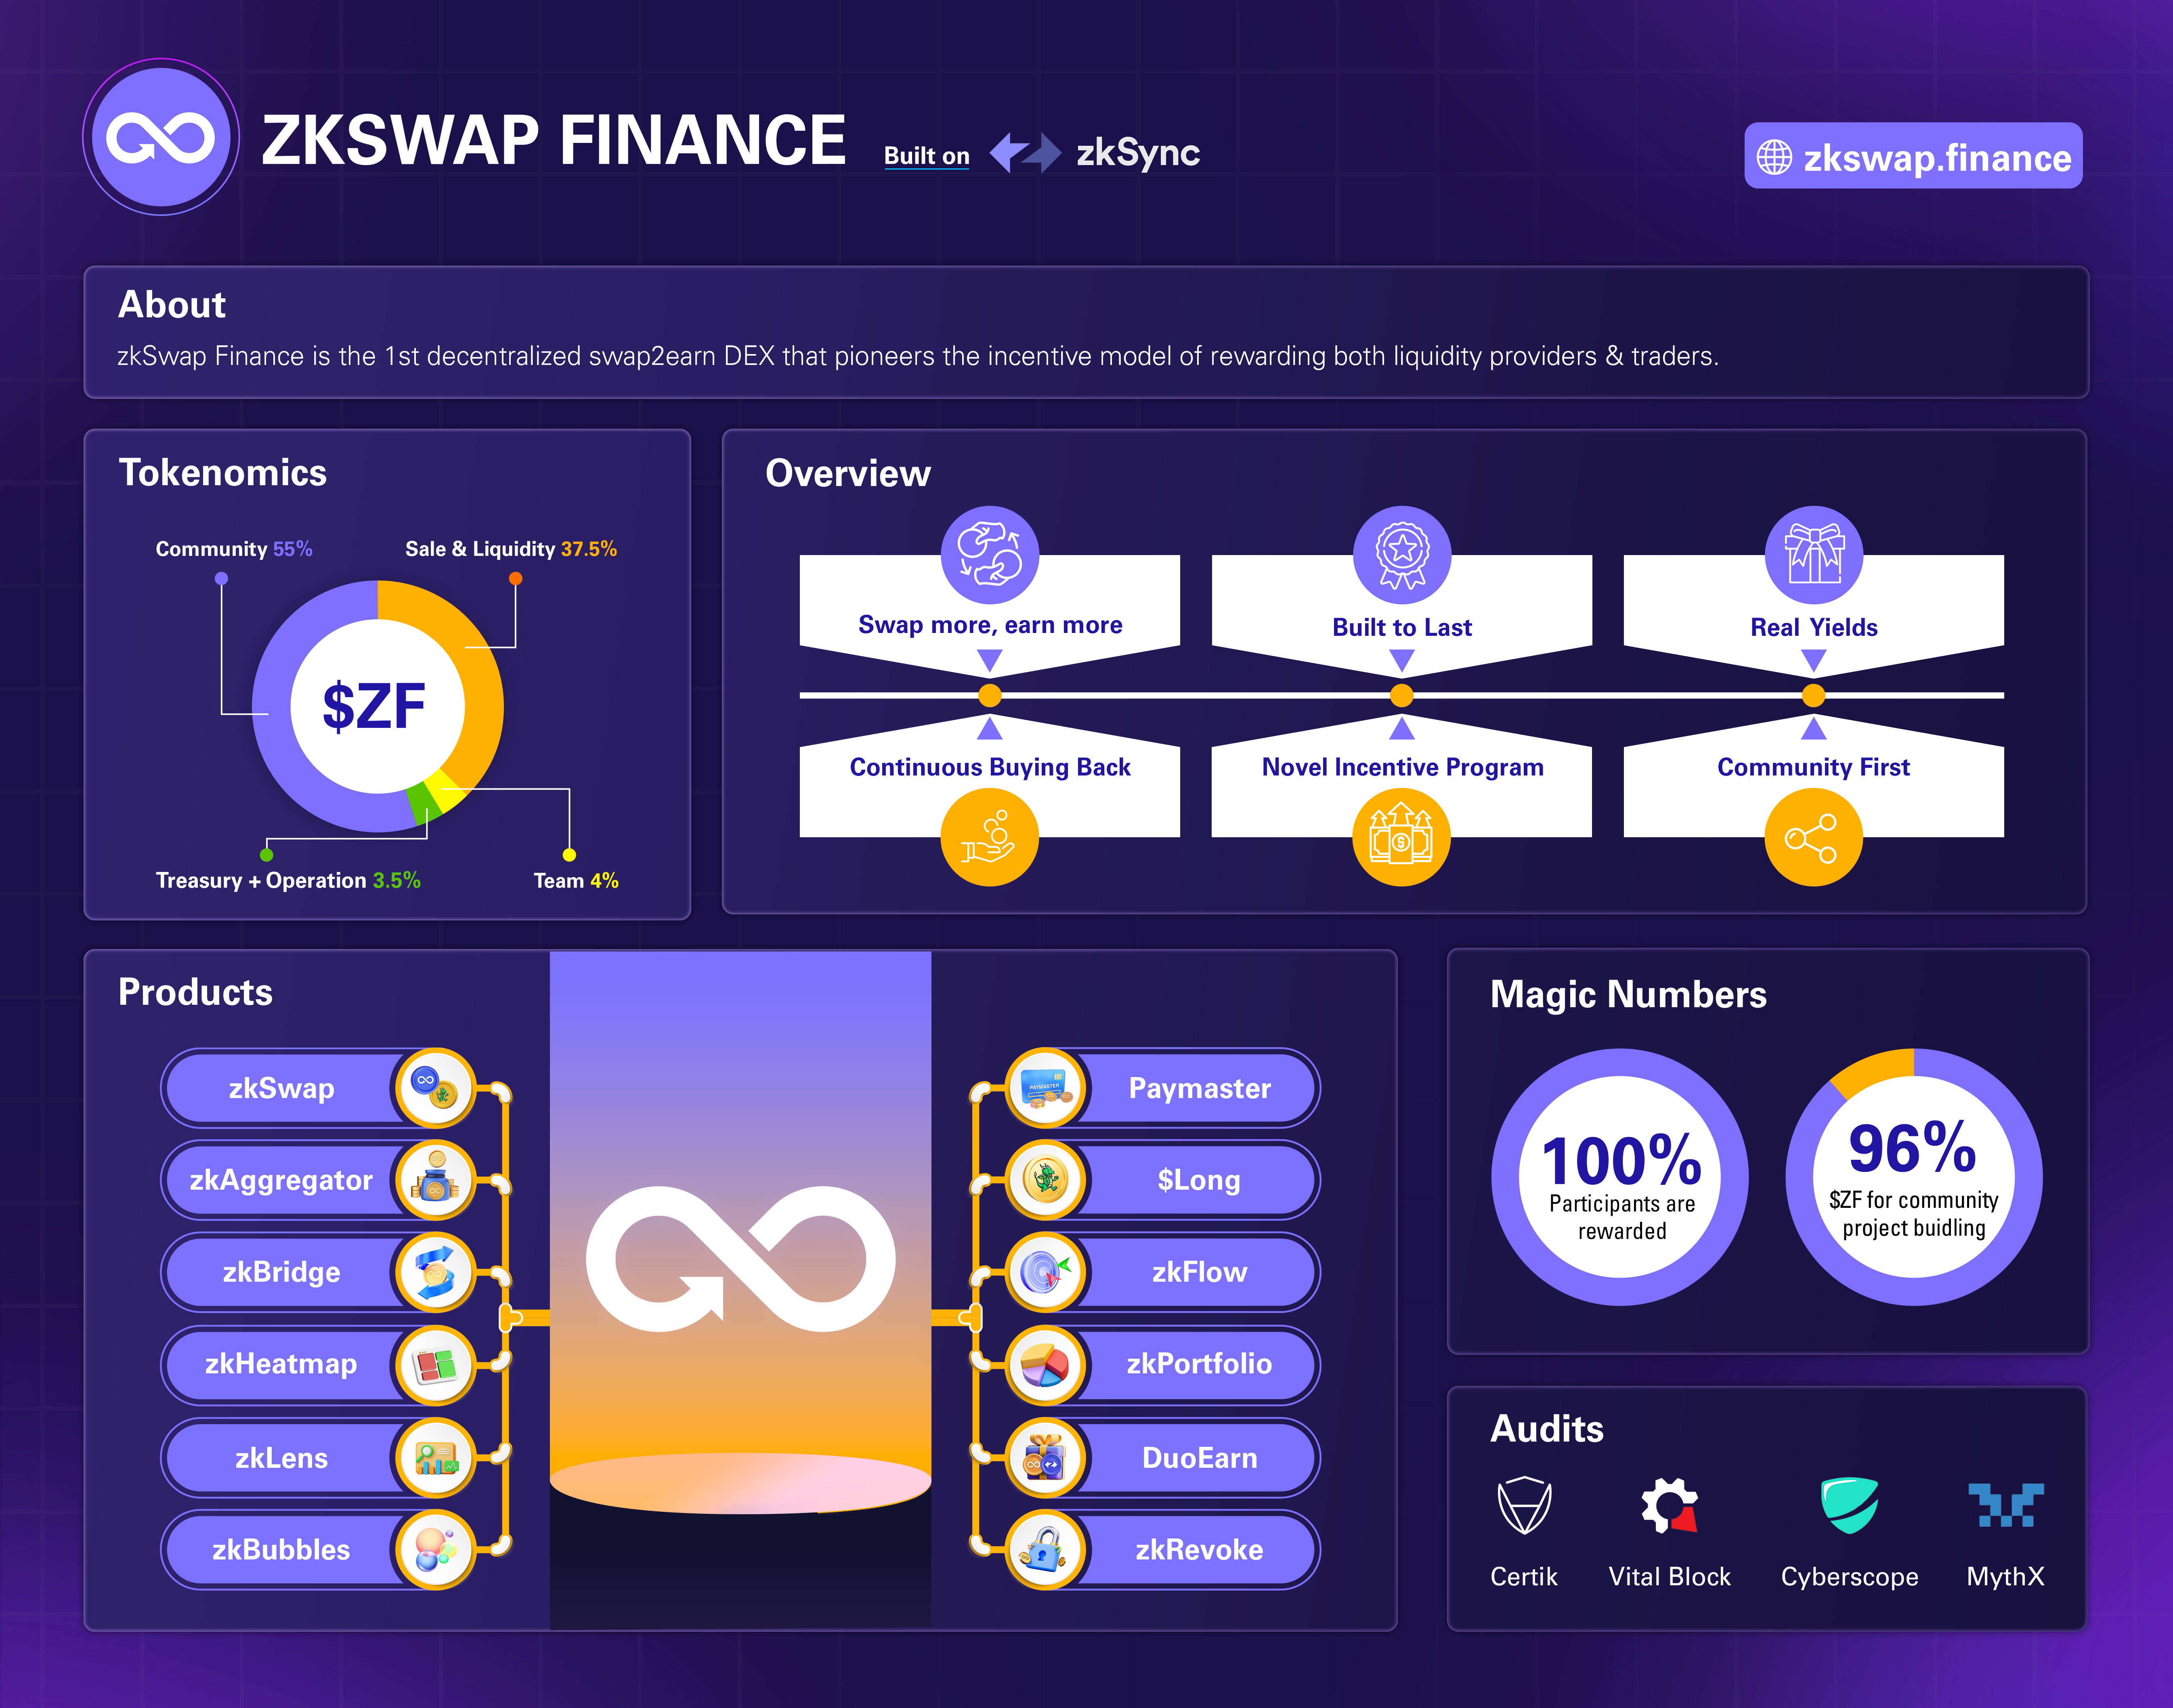 ZKSWAP FINANCE
Built on
zkSync
zkswap.finance
About
zkSwap Finance is the 1st decentralized swap2earn DEX that pioneers the incentive model of rewarding both liquidity providers & traders.
Tokenomics
Community 55%
Sale & Liquidity 37.5%
$ZF
Treasury + Operation 3.5%
Team 4%
Overview
Swap more, earn more
Built to Last
Real Yields
Continuous Buying Back
Novel Incentive Program
Community First
Products
zkSwap
zkAggregator
zkBridge
zkHeatmap
zkLens
zkBubbles
PAYMASTER
Paymaster
$Long
zkFlow
zkPortfolio
DuoEarn
zkRevoke
Magic Numbers
100%
Participants are
rewarded
96%
$ZF for community
project buidling
Audits
Certik
Vital Block
Cyberscope
MythX